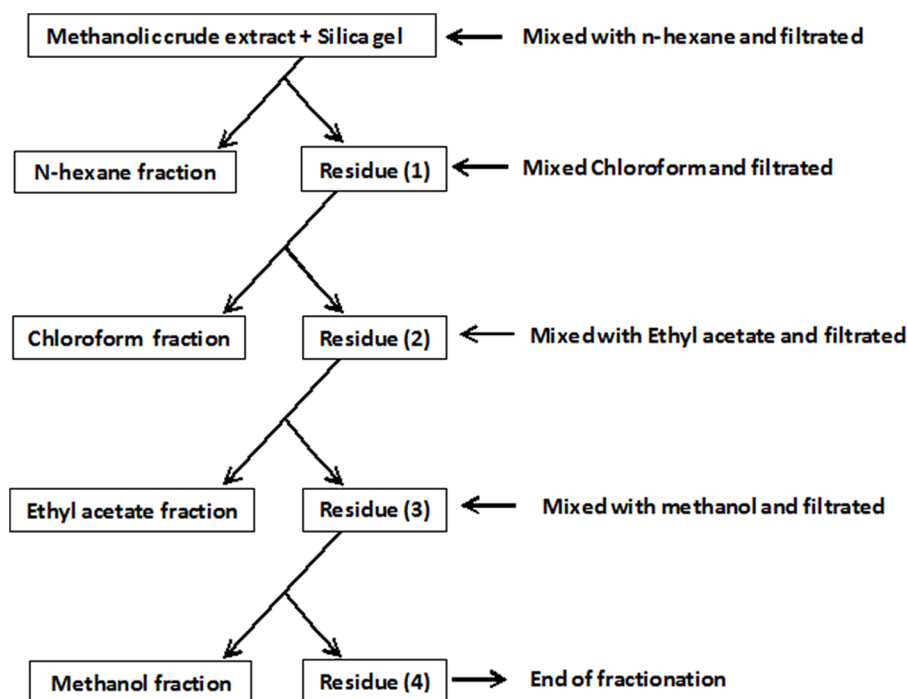 Methanolic crude extract + Silica gel
Mixed with n-hexane and filtrated
N-hexane fraction
Residue (1)
Mixed Chloroform and filtrated
Chloroform fraction
Residue (2)
Mixed with Ethyl acetate and filtrated
Ethyl acetate fraction
Residue (3)
Mixed with methanol and filtrated
Methanol fraction
Residue (4)
End of fractionation